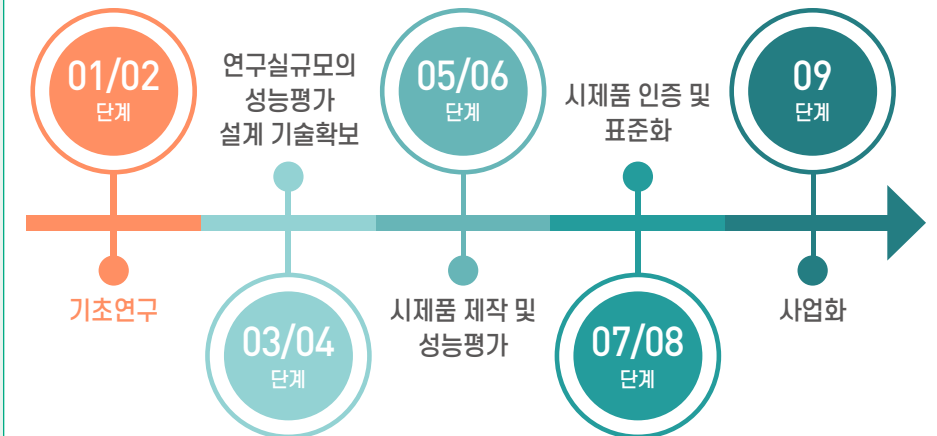 01/02
단계
기초연구
연구실규모의
성능평가
설계 기술확보
03/04
단계
05/06
단계
시제품 제작 및
성능평가
시제품 인증 및
표준화
07/08
단계
09
단계
사업화